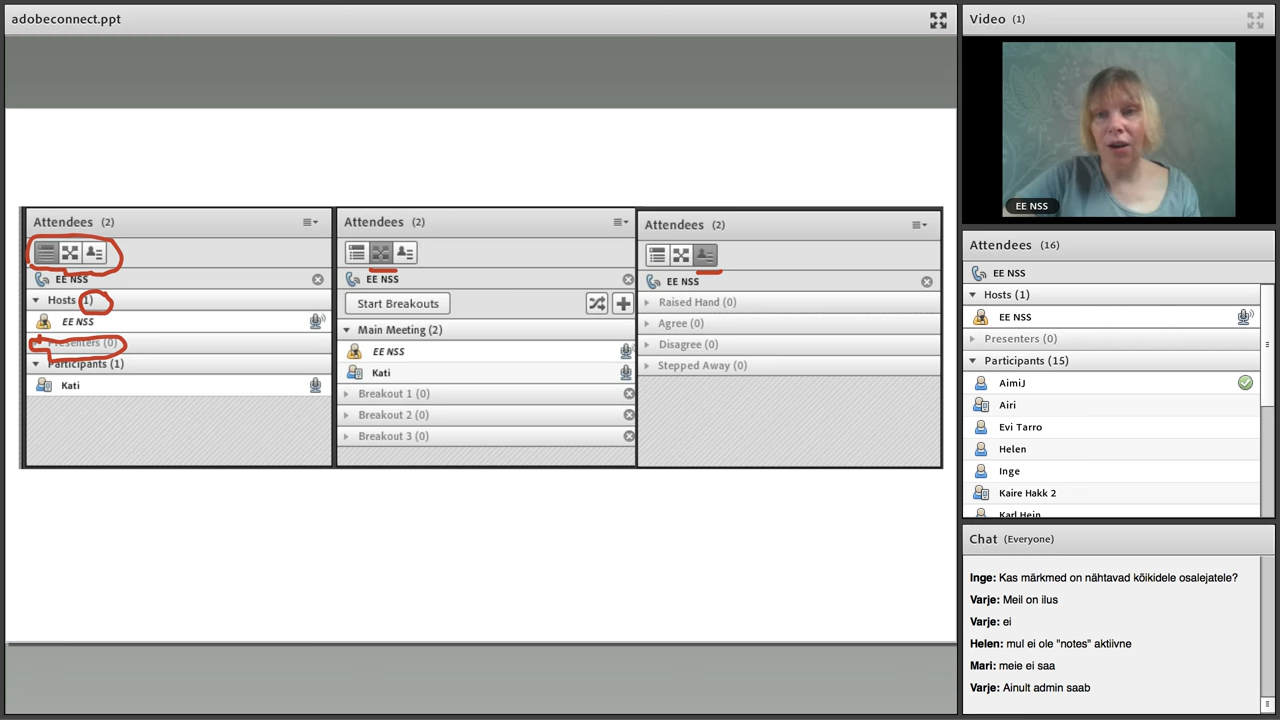 adobeconnect.ppt
Attendees (2)
EE NSS
Hosts (1)
EE NSS
Presenters (0)
Participants (1)
Kati
Attendees (2)
EE NSS
Start Breakouts
Main Meeting (2)
EE NSS
Kati
Breakout 1 (0)
Breakout 2 (0)
Breakout 3 (0)
Attendees (2)
EE NSS
Raised Hand (0)
Agree (0)
Disagree (0)
Stepped Away (0)
Video (1)
EE NSS
Attendees (16)
EE NSS
Hosts (1)
EE NSS
Presenters (0)
Participants (15)
AimiJ
Airi
Evi Tarro
Helen
Inge
Kaire Hakk 2
Karl Hein
Chat (Everyone)
Inge: Kas märkmed on nähtavad kõikidele osalejatele?
Varje: Meil on ilus
Varje: ei
Helen: mul ei ole "notes" aktiivne
Mari: meie ei saa
Varje: Ainult admin saab